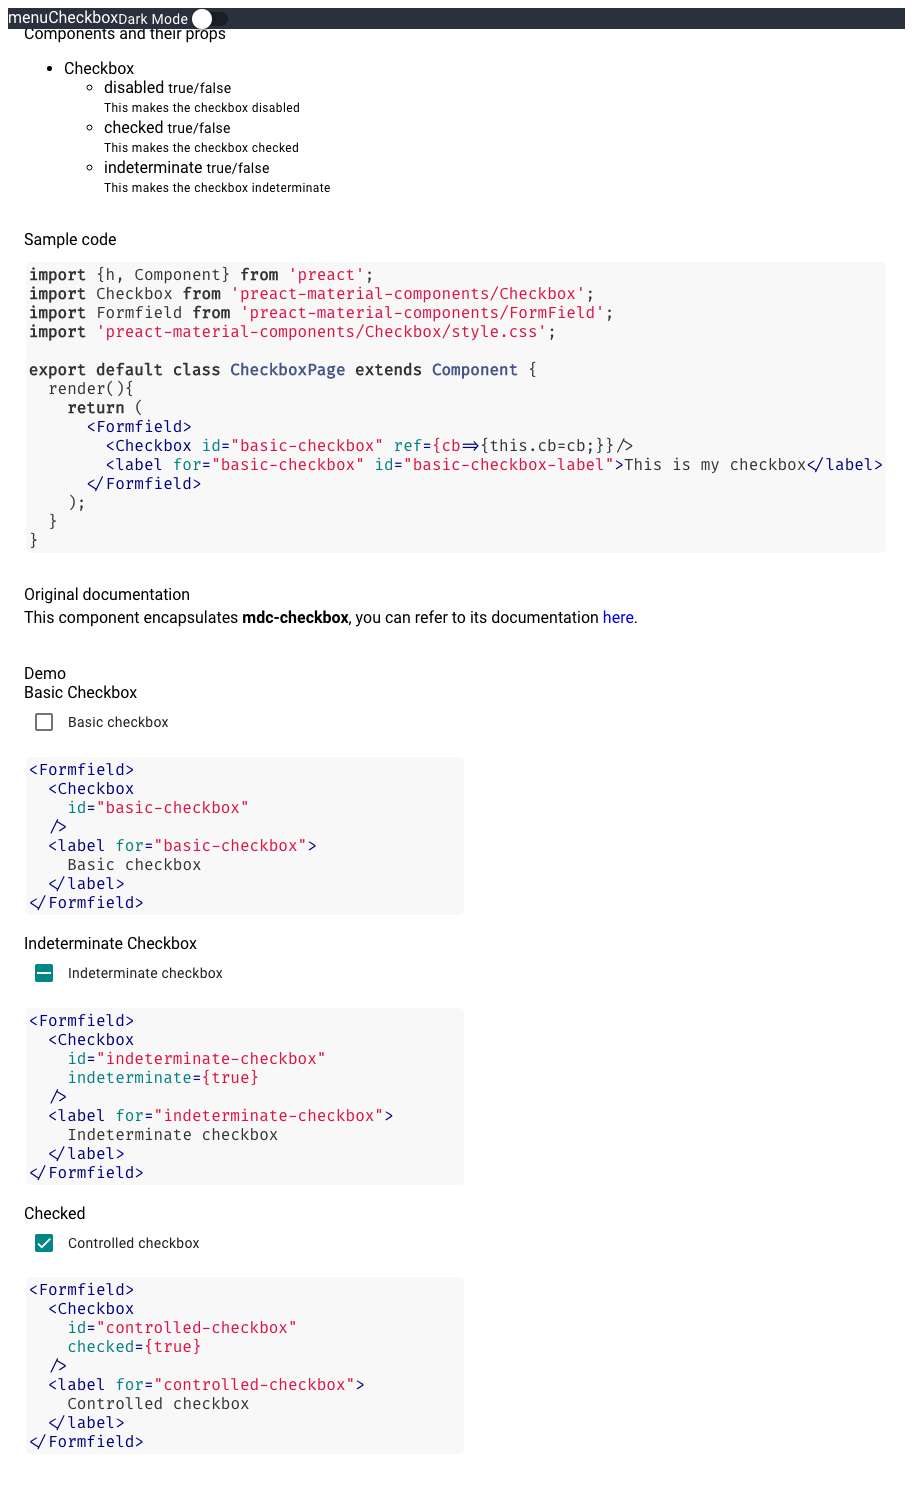 menuCheckboxDark Mode
Components and their props
Checkbox
disabled true/false
This makes the checkbox disabled
checked true/false
This makes the checkbox checked
indeterminate true/false
This makes the checkbox indeterminate
Sample code
import {h, Component} from 'preact';
import Checkbox from 'preact-material-components/Checkbox';
import Formfield from 'preact-material-components/FormField';
import 'preact-material-components/Checkbox/style.css';
export default class CheckboxPage extends Component {
  render(){
    return (
      <Formfield>
        <Checkbox id="basic-checkbox" ref={cb=>{this.cb=cb;}}/>
        <label for="basic-checkbox" id="basic-checkbox-label">This is my checkbox</label>
      </Formfield>
    );
  }
}
Original documentation
This component encapsulates mdc-checkbox, you can refer to its documentation here.
Demo
Basic Checkbox
Basic checkbox
<Formfield>
  <Checkbox
    id="basic-checkbox"
  />
  <label for="basic-checkbox">
    Basic checkbox
  </label>
</Formfield>
Indeterminate Checkbox
Indeterminate checkbox
<Formfield>
  <Checkbox
    id="indeterminate-checkbox"
    indeterminate={true}
  />
  <label for="indeterminate-checkbox">
    Indeterminate checkbox
  </label>
</Formfield>
Checked
Controlled checkbox
<Formfield>
  <Checkbox
    id="controlled-checkbox"
    checked={true}
  />
  <label for="controlled-checkbox">
    Controlled checkbox
  </label>
</Formfield>